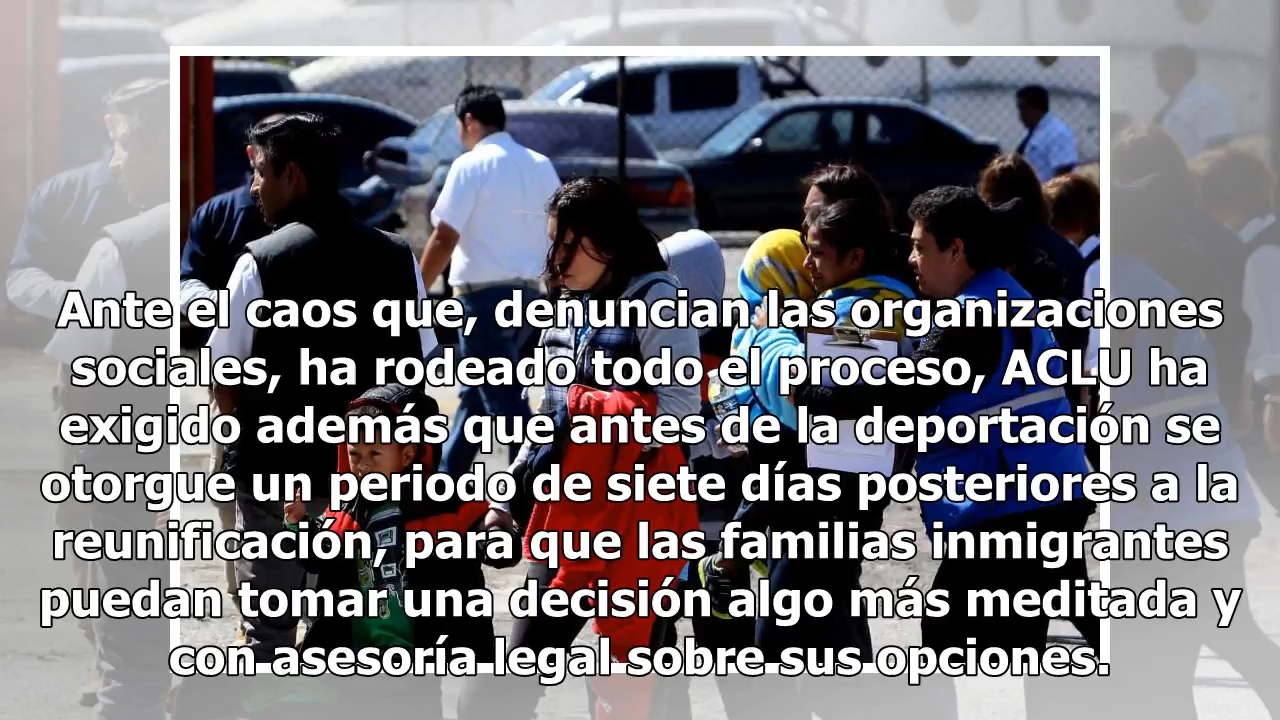 Ante el caos que, denuncian las organizaciones
sociales, ha rodeado todo el proceso, ACLU ha
exigido además que antes de la deportación se
otorgue un periodo de siete días posteriores a la
reunificación, para que las familias inmigrantes
puedan tomar una decisión algo más meditada y
con asesoría legal sobre sus opciones.